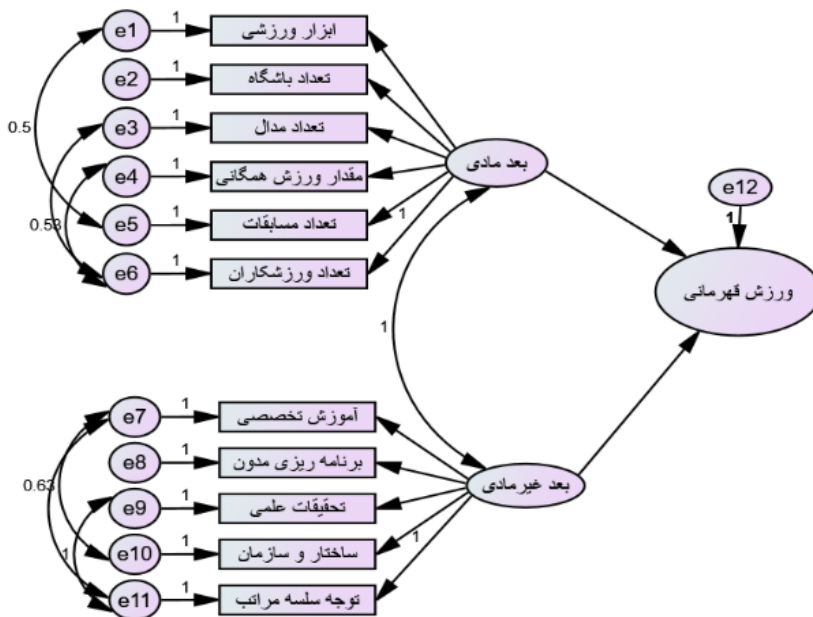 e1
1
ابزار ورزشی
e2
1
تعداد باشگاه
e3
1
تعداد مدال
e4
1
مقدار ورزش همگانی
e5
1
تعداد مسابقات
e6
1
تعداد ورزشکاران
0.5
0.53
بعد مادی
1
1
e12
1
ورزش قهرمانی
e7
1
آموزش تخصصی
e8
1
برنامه ریزی مدون
e9
1
تحقیقات علمی
e10
1
ساختار و سازمان
e11
1
توجه سلسه مراتب
0.63
1
بعد غیرمادی
1